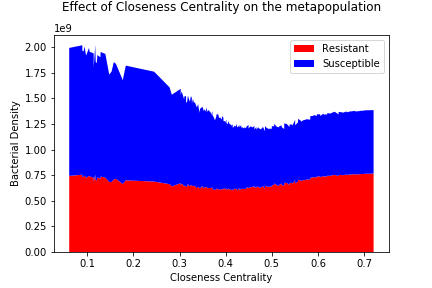 Effect of Closeness Centrality on the metapopulation
1e9
Resistant
Susceptible
2.00
1.75
1.50
1.25
1.00
0.75
0.50
0.25
0.00
Bacterial Density
0.1 0.2 0.3 0.4 0.5 0.6 0.7
Closeness Centrality